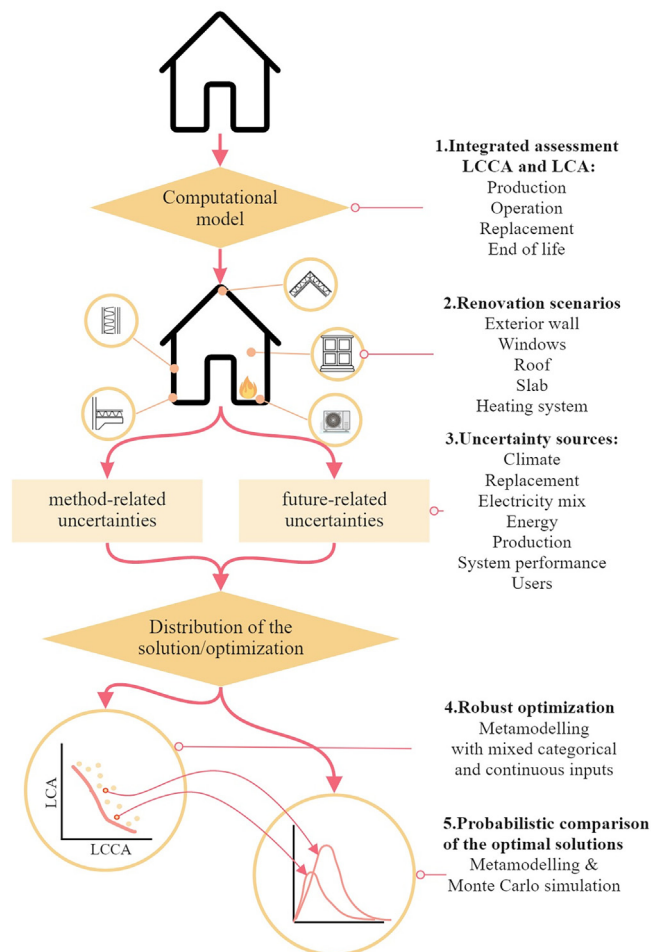 1.Integrated assessment
LCCA and LCA:
Production
Operation
Replacement
End of life
Computational
model
2.Renovation scenarios
Exterior wall
Windows
Roof
Slab
Heating system
3.Uncertainty sources:
Climate
Replacement
Electricity mix
Energy
Production
System performance
Users
method-related
uncertainties
future-related
uncertainties
Distribution of the
solution/optimization
4.Robust optimization
Metamodelling
with mixed categorical
and continuous inputs
LCA
LCCA
5.Probabilistic comparison
of the optimal solutions
Metamodelling &
Monte Carlo simulation